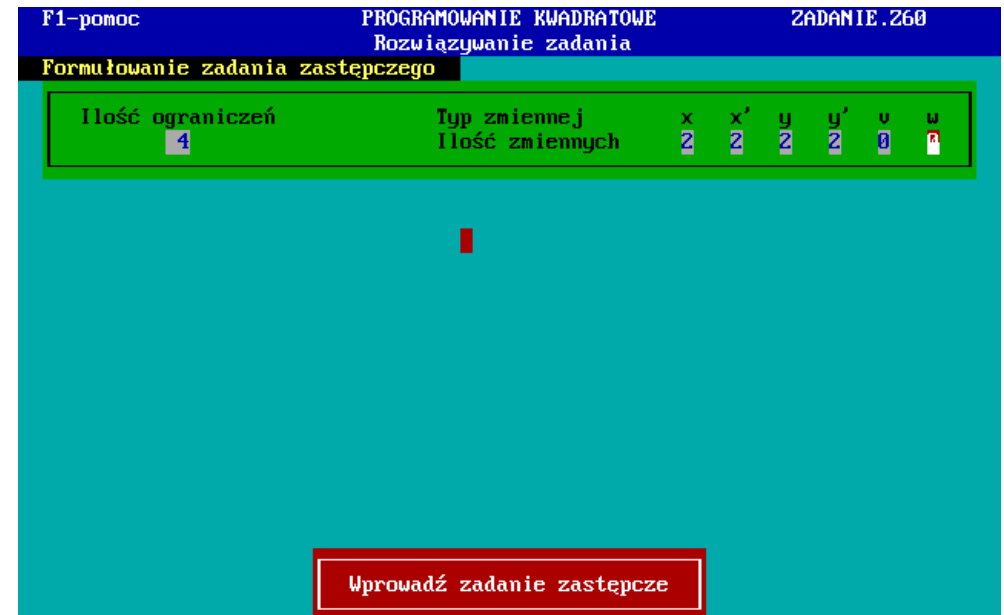 F1-pomoc PROGRAMOWANIE KWADRATOWE ZADANIE.Z60
Rozwiązywanie zadania
Formułowanie zadania zastępczego
Ilość ograniczeń Typ zmiennej x x′ y y′ v w
4 Ilość zmiennych 2 2 2 2 0
Wprowadź zadanie zastępcze